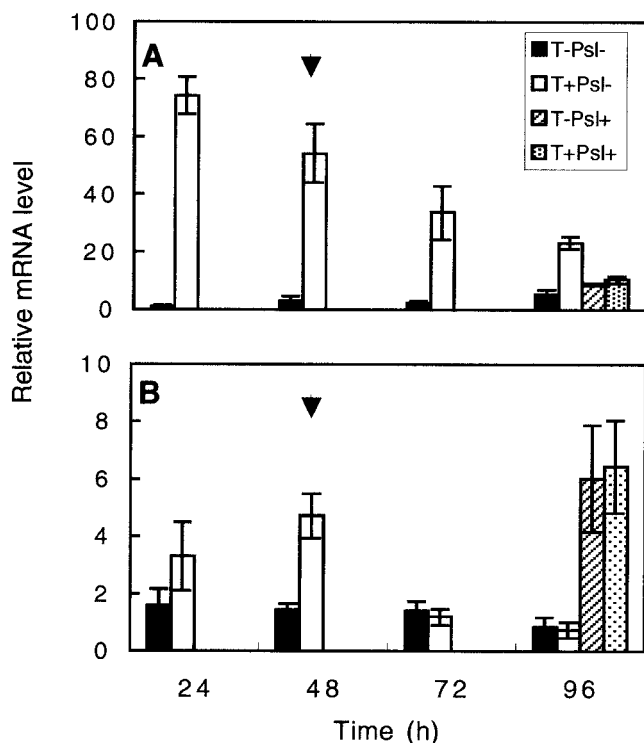 A
100
80
60
40
20
0
T-Psl-
T+Psl-
T-Psl+
T+Psl+
Relative mRNA level
B
10
8
6
4
2
0
24 48 72 96
Time (h)